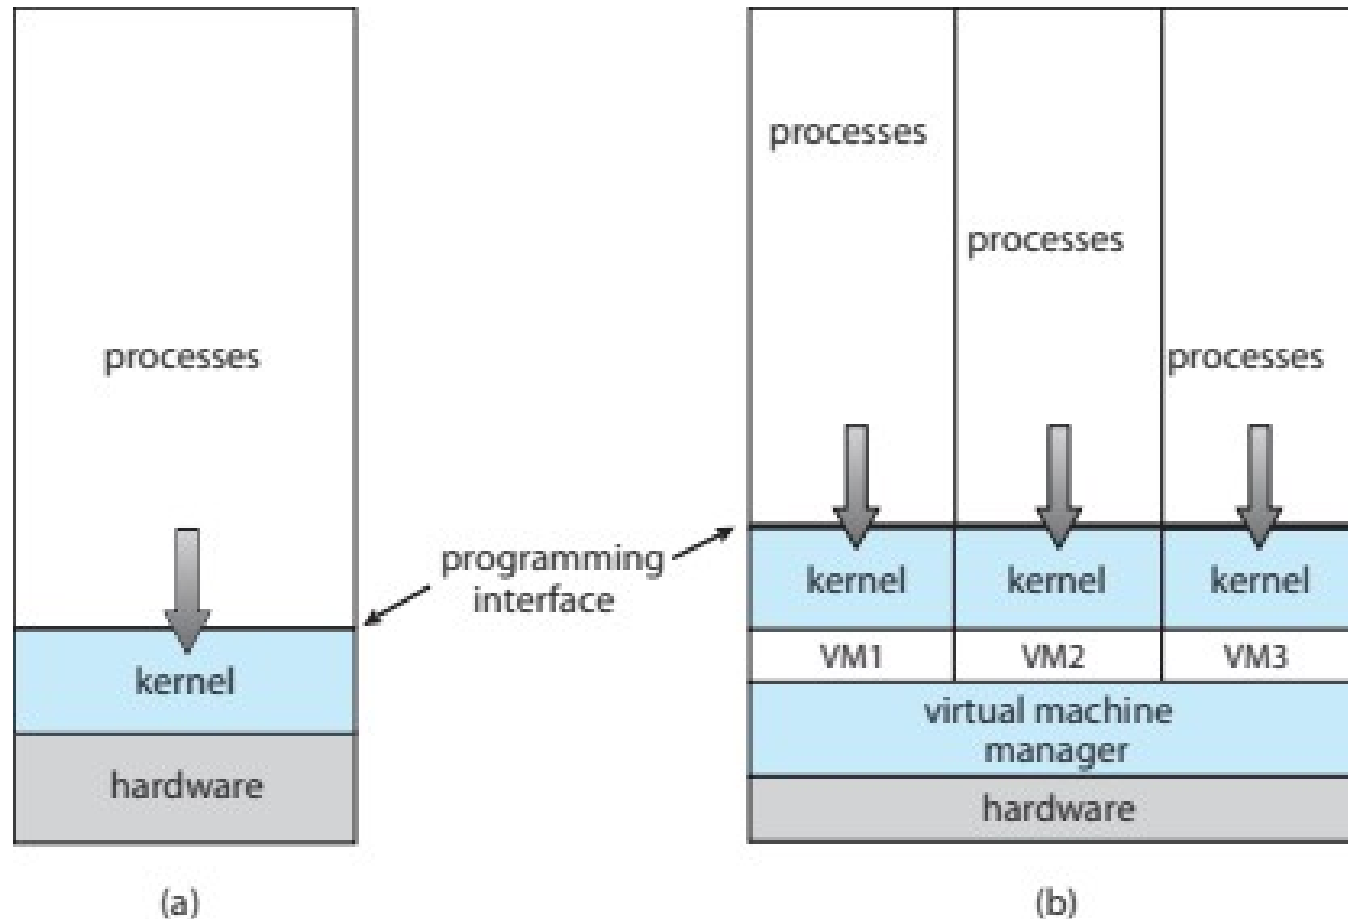 processes
kernel
hardware
(a)
programming
interface
processes
processes
processes
kernel
kernel
kernel
VM1
VM2
VM3
virtual machine
manager
hardware
(b)